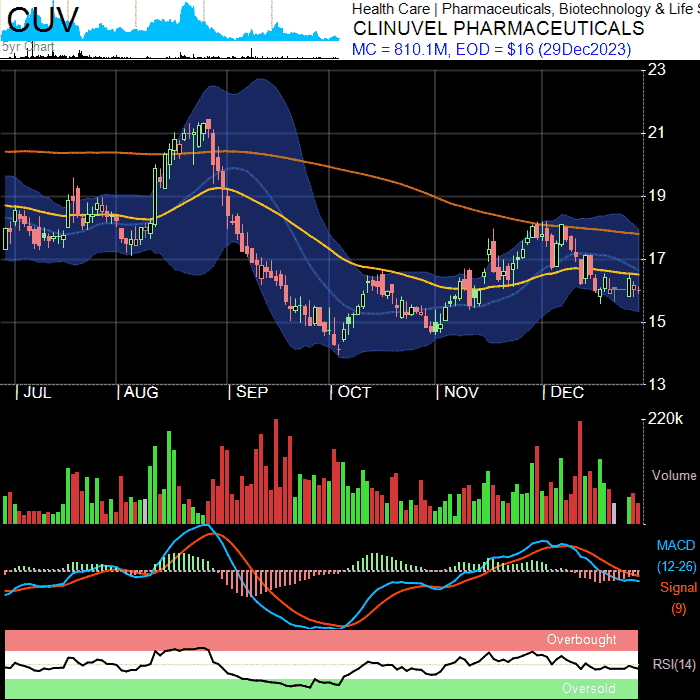 CUV
5yr Chart
Health Care | Pharmaceuticals, Biotechnology & Life S
CLINUVEL PHARMACEUTICALS
MC = 810.1M, EOD = $16 (29Dec2023)
23
21
19
17
15
13
| JUL | AUG | SEP | OCT | NOV | DEC
220k
Volume
MACD
(12-26)
Signal
(9)
Overbought
RSI(14)
Oversold